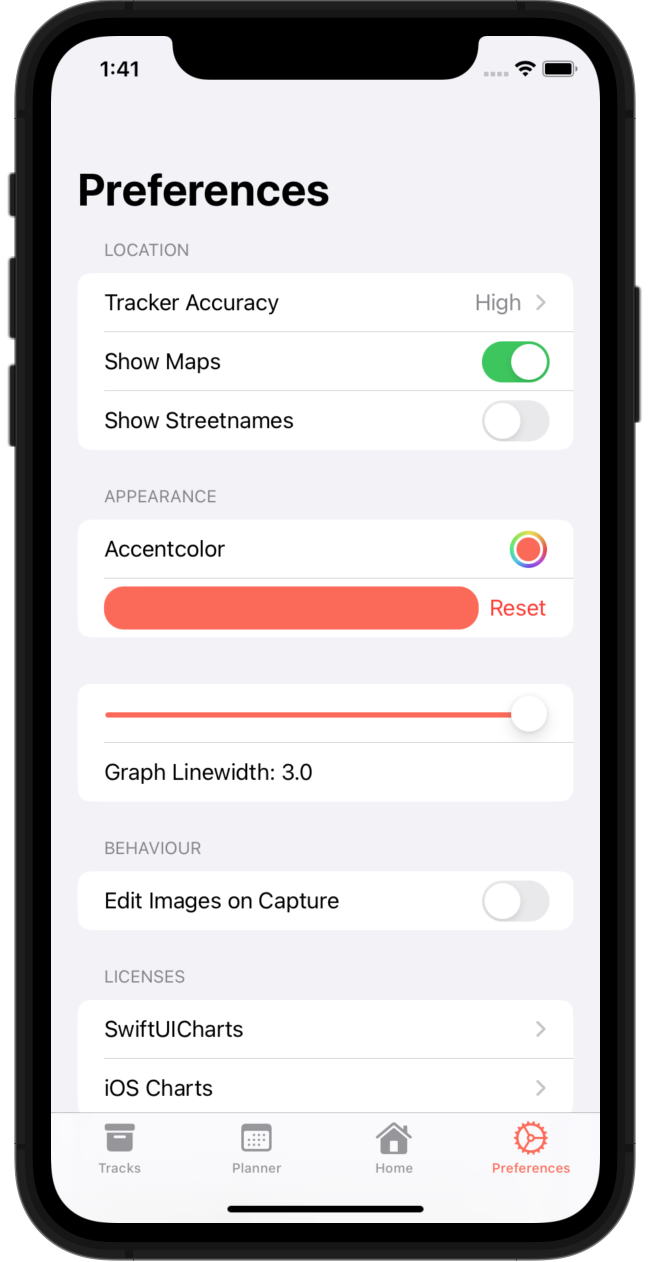 1:41
Preferences
LOCATION
Tracker Accuracy High
Show Maps
Show Streetnames
APPEARANCE
Accentcolor
Reset
Graph Linewidth: 3.0
BEHAVIOUR
Edit Images on Capture
LICENSES
SwiftUICharts
iOS Charts
Tracks Planner Home Preferences